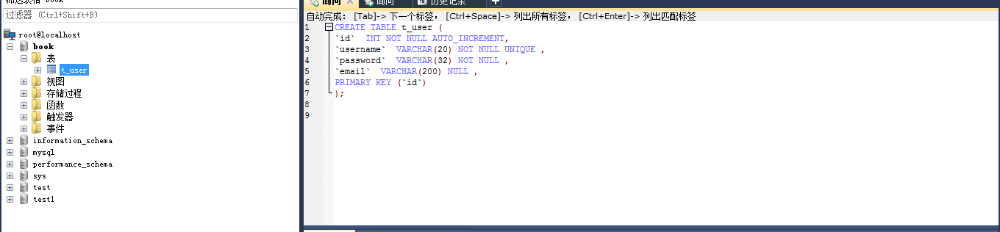 筛选表格 book
过滤器 (Ctrl+Shift+B)
root@localhost
book
表
t_user
视图
存储过程
函数
触发器
事件
information_schema
mysql
performance_schema
sys
test
test1
询问
询问
历史记录
自动完成: [Tab]-> 下一个标签, [Ctrl+Space]-> 列出所有标签, [Ctrl+Enter]-> 列出匹配标签
1 CREATE TABLE t_user (
2 `id`  INT NOT NULL AUTO_INCREMENT,
3 `username`  VARCHAR(20) NOT NULL UNIQUE ,
4 `password`  VARCHAR(32) NOT NULL ,
5 `email`  VARCHAR(200) NULL ,
6 PRIMARY KEY (`id`)
7 );
8
9